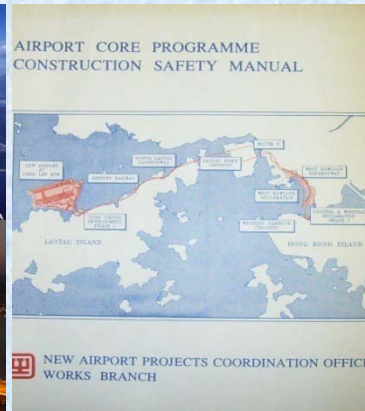 AIRPORT CORE PROGRAMME
CONSTRUCTION SAFETY MANUAL
ROUTE 3
NORTH LANTAU
EXPRESSWAY
LANTAU FIXED
CROSSING
NEW AIRPORT
AT
CHEK LAP KOK
AIRPORT RAILWAY
WEST KOWLOON
EXPRESSWAY
WEST KOWLOON
RECLAMATION
TUNG CHUNG
DEVELOPMENT
PHASE I
CENTRAL & WANCHAI
RECLAMATION
PHASE I
WESTERN HARBOUR
CROSSING
LANTAU ISLAND
HONG KONG ISLAND
NEW AIRPORT PROJECTS COORDINATION OFFIC
WORKS BRANCH